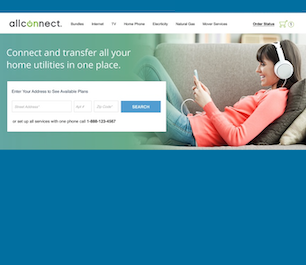 allconnect.
Bundles Internet TV Home Phone Electricity Natural Gas Mover Services Order Status
Connect and transfer all your
home utilities in one place.
Enter Your Address to See Available Plans
Home Address* Apt # Zip Code* SEARCH
or set up all services with one phone call 1-888-123-4567